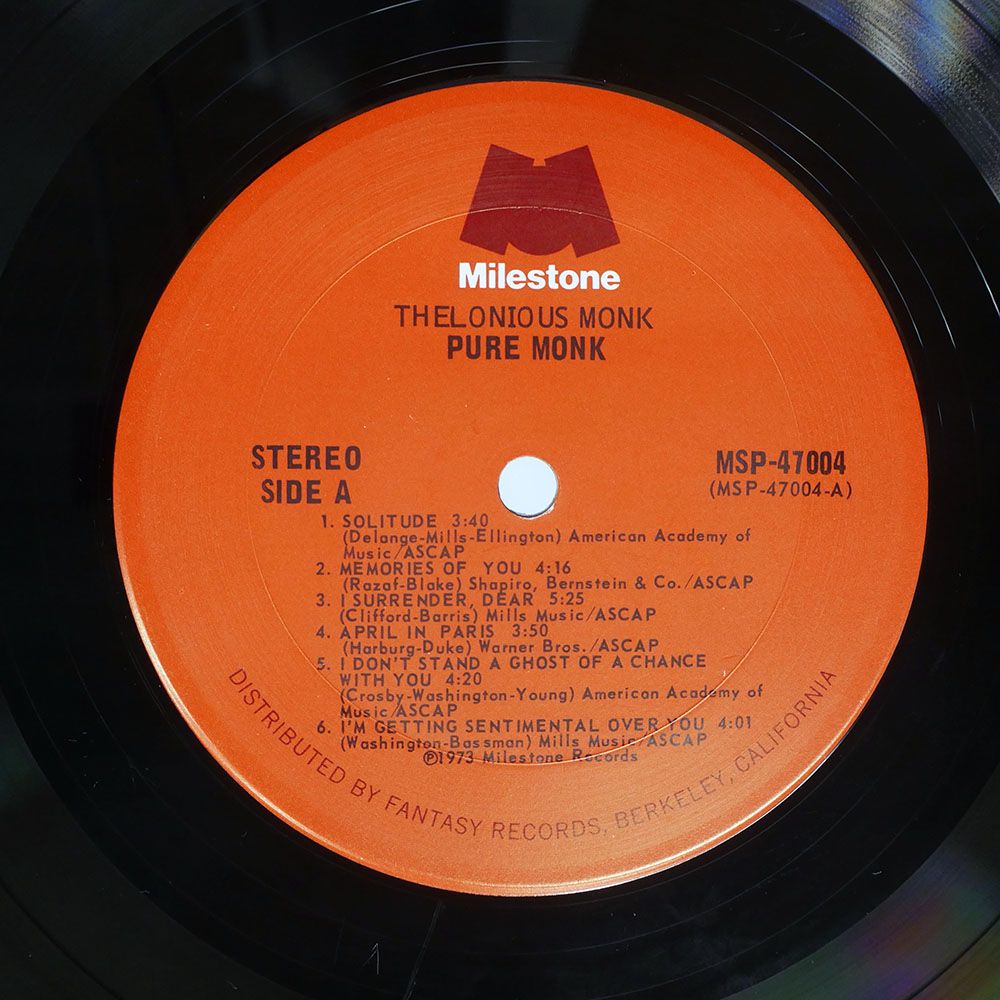 Milestone
THELONIOUS MONK
PURE MONK
STEREO
SIDE A
MSP-47004
(MSP-47004-A)
1. SOLITUDE 3:40
(Delange-Mills-Ellington) American Academy of
Music/ASCAP
2. MEMORIES OF YOU 4:16
(Razaf-Blake) Shapiro, Bernstein & Co./ASCAP
3. I SURRENDER, DEAR 5:25
(Clifford-Barris) Mills Music/ASCAP
4. APRIL IN PARIS 3:50
(Harburg-Duke) Warner Bros./ASCAP
5. I DON'T STAND A GHOST OF A CHANCE
WITH YOU 4:20
(Crosby-Washington-Young) American Academy of
Music/ASCAP
6. I'M GETTING SENTIMENTAL OVER YOU 4:01
(Washington-Bassman) Mills Music/ASCAP
℗1973 Milestone Records
DISTRIBUTED BY FANTASY RECORDS, BERKELEY, CALIFORNIA